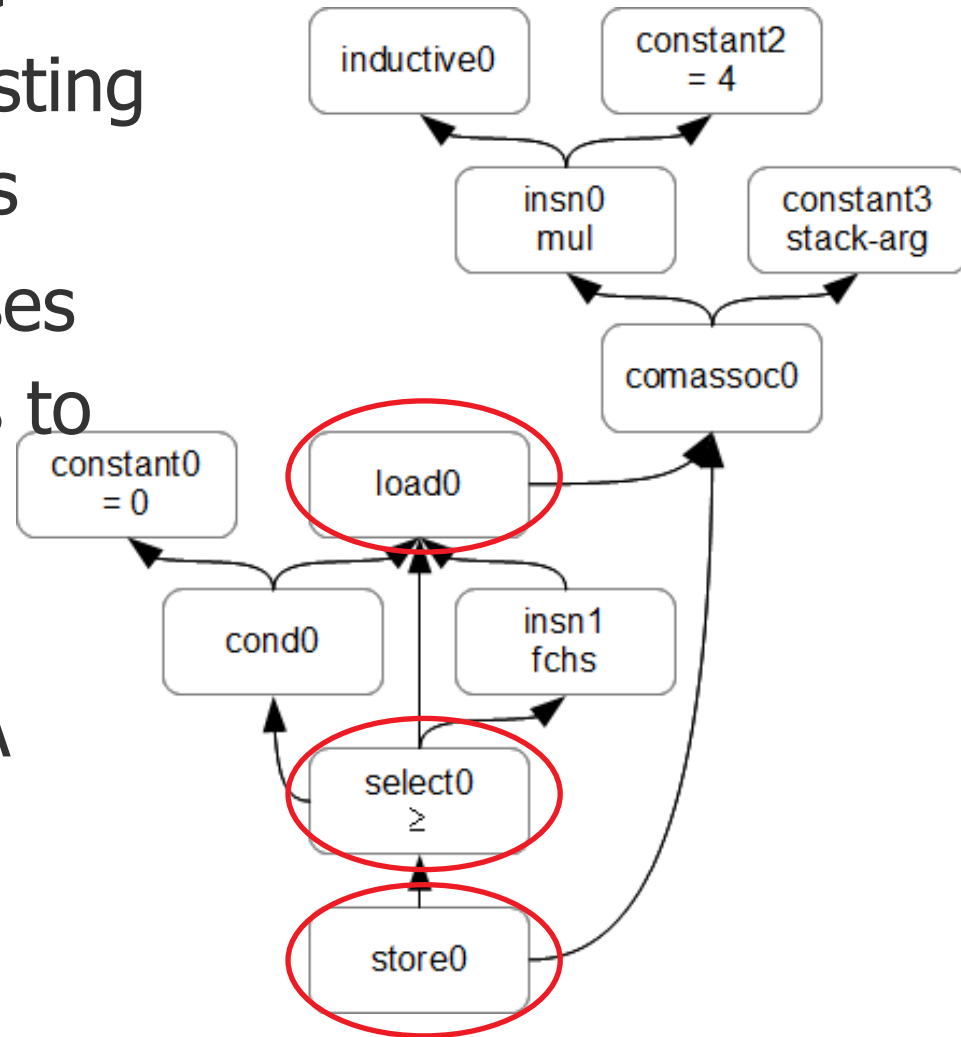 sting
s
ses
s to
A
inductive0
constant2
= 4
insn0
mul
constant3
stack-arg
comassoc0
constant0
= 0
load0
cond0
insn1
fchs
select0
≥
store0